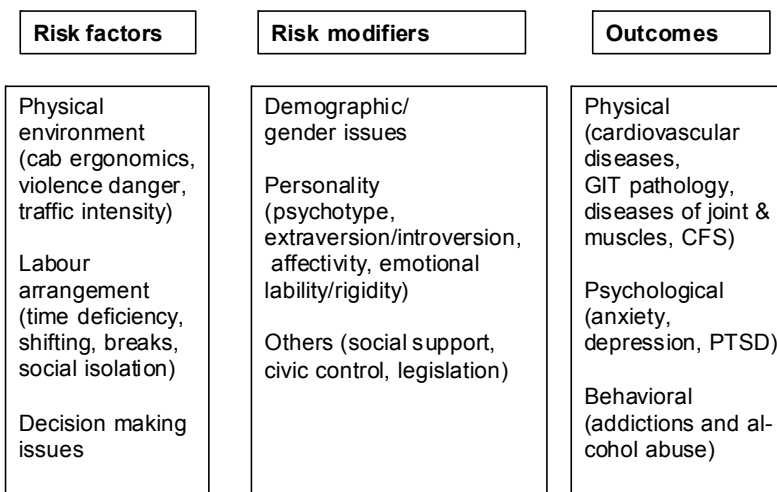 Risk factors
Risk modifiers
Outcomes
Physical
environment
(cab ergonomics,
violence danger,
traffic intensity)
Labour
arrangement
(time deficiency,
shifting, breaks,
social isolation)
Decision making
issues
Demographic/
gender issues
Personality
(psychotype,
extraversion/introversion,
affectivity, emotional
lability/rigidity)
Others (social support,
civic control, legislation)
Physical
(cardiovascular
diseases,
GIT pathology,
diseases of joint &
muscles, CFS)
Psychological
(anxiety,
depression, PTSD)
Behavioral
(addictions and al-
cohol abuse)